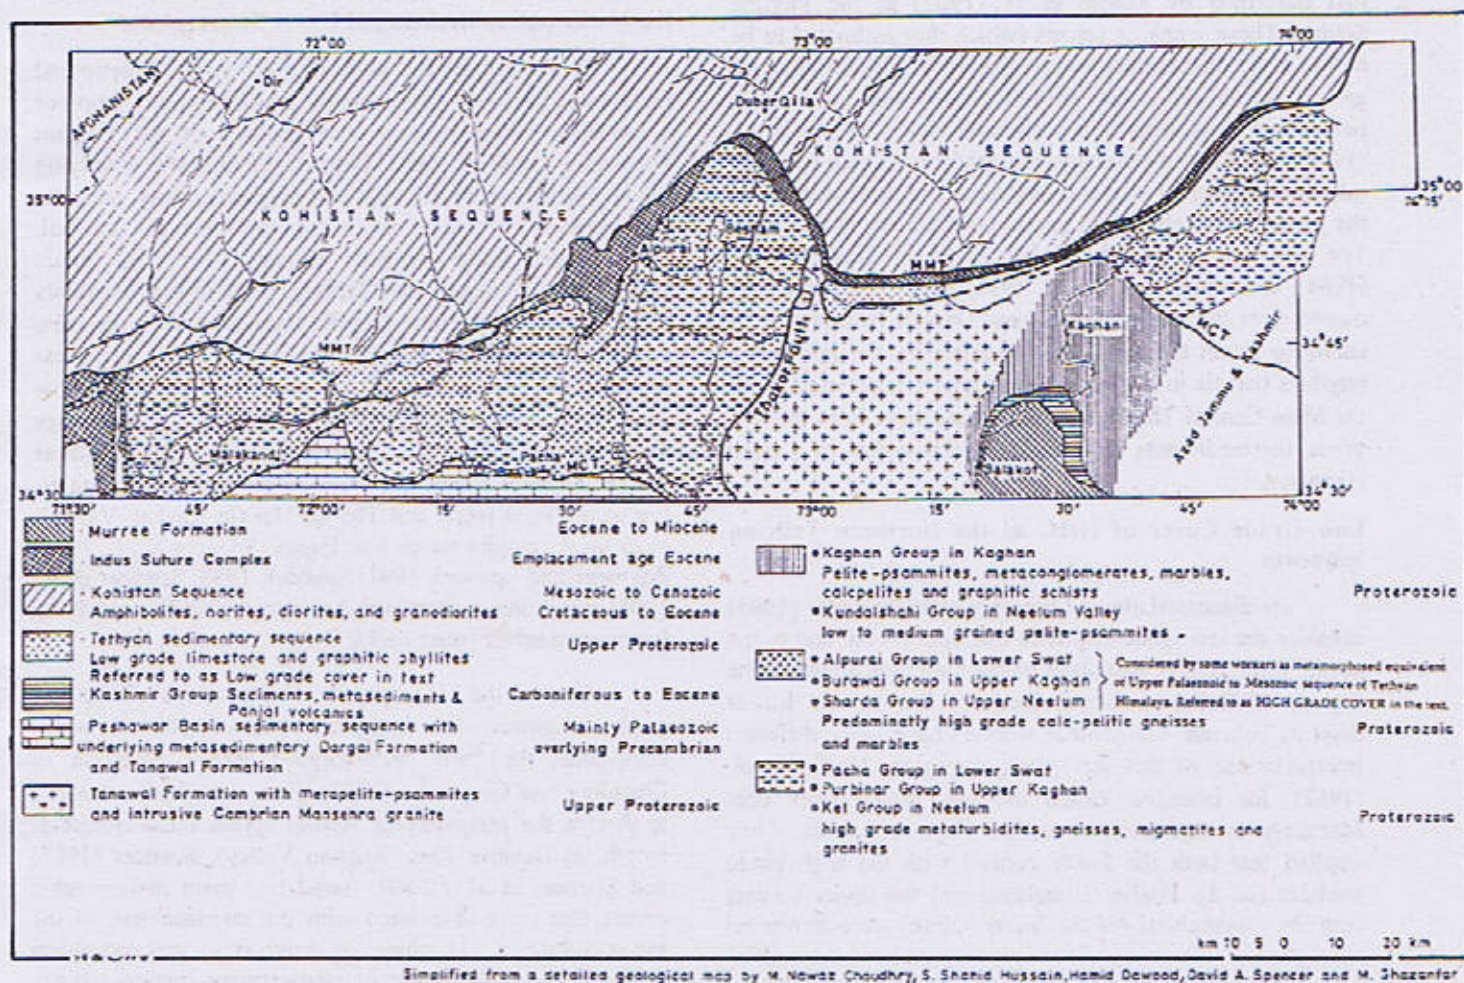 72°00
73°00
74°00
AFGHANISTAN
Dir
Duber Qila
KOHISTAN SEQUENCE
35°00
35°00
KOHISTAN SEQUENCE
Besham
Alpurai
MMT
MMT
Kaghan
MCT
34°45'
THAKOT FAULT
Azad Jammu & Kashmir
Malakand
Pacha
MCT
Balakot
34°30
34°30
71°30'
45'
72°00
15'
30'
45'
73°00
15'
30'
45'
74°00
Murree Formation Eocene to Miocene
Indus Suture Complex Emplacement age Eocene
Konistan Sequence Mesozoic to Cenozoic
Amphibolites, norites, diorites, and granodiorites Cretaceous to Eocene
Tethyan sedimentary sequence Upper Proterozoic
Low grade limestone and graphitic phyllites
Referred to as Low grade cover in text
Kashmir Group Sediments, metasediments & Carboniferous to Eocene
Panjal volcanics
Peshawar Basin sedimentary sequence with Mainly Palaeozoic
underlying metasedimentary Dargai Formation overlying Precambrian
and Tanawal Formation
Tanawal Formation with metapelite-psammites Upper Proterozoic
and intrusive Cambrian Mansehra granite
• Kaghan Group in Kaghan
Pelite-psammites, metaconglomerates, marbles, Proterozoic
calcpelites and graphitic schists
• Kundalshahi Group in Neelum Valley
low to medium grained pelite-psammites
• Alpurai Group in Lower Swat
• Burawai Group in Upper Kaghan
• Sharda Group in Upper Neelum
Considered by some workers as metamorphosed equivalent
of Upper Palaeozoic to Mesozoic sequence of Tethyan
Himalaya. Referred to as HIGH GRADE COVER in the text.
Predominatly high grade calc-pelitic gneisses Proterozoic
and marbles
• Pacha Group in Lower Swat
• Purbinar Group in Upper Kaghan
• Kel Group in Neelum Proterozoic
high grade metaturbidites, gneisses, migmatites and
granites
km 10 5 0 10 20 km
Simplified from a detailed geological map by M. Nawaz Chaudhry, S. Shahid Hussain, Hamid Dawood, David A. Spencer and M. Ghazanfar